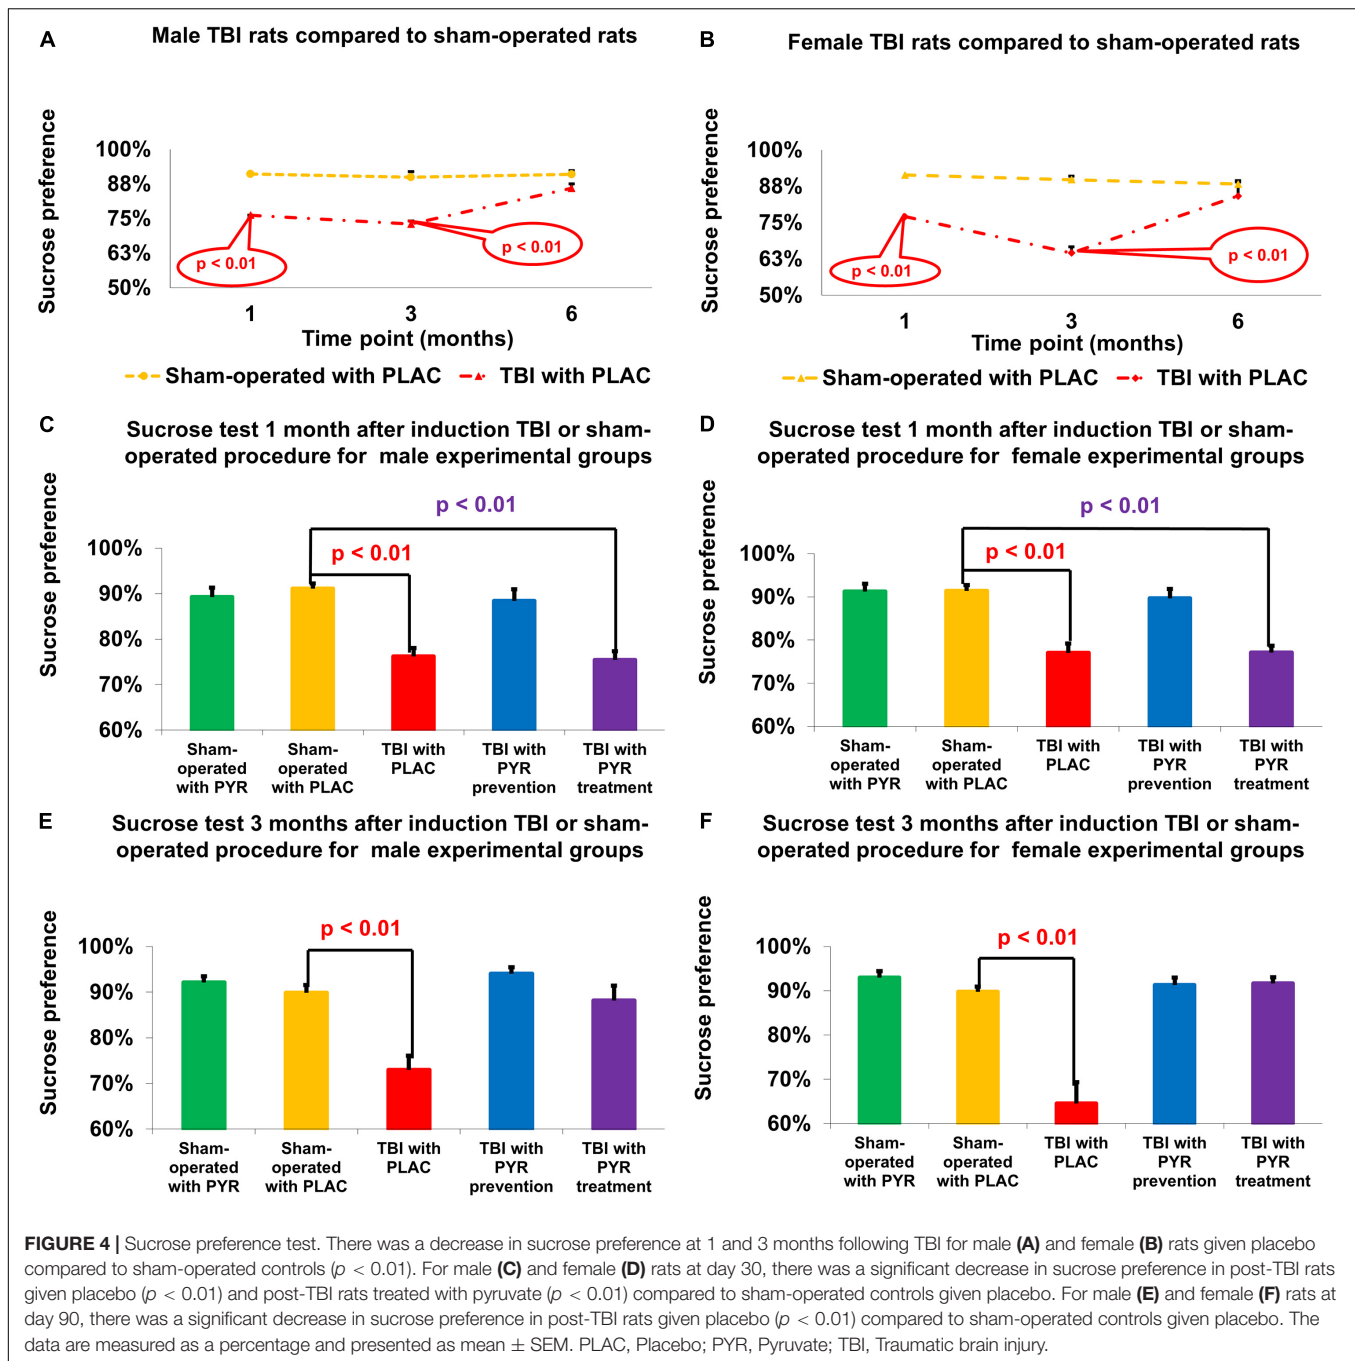 A
Male TBI rats compared to sham-operated rats
Sucrose preference
100%
88%
75%
63%
50%
p < 0.01
p < 0.01
1
3
6
Time point (months)
Sham-operated with PLAC
TBI with PLAC
B
Female TBI rats compared to sham-operated rats
Sucrose preference
100%
88%
75%
63%
50%
p < 0.01
p < 0.01
1
3
6
Time point (months)
Sham-operated with PLAC
TBI with PLAC
C
Sucrose test 1 month after induction TBI or sham-
operated procedure for male experimental groups
Sucrose preference
p < 0.01
p < 0.01
100%
90%
80%
70%
60%
Sham-
operated
with PYR
Sham-
operated
with PLAC
TBI with
PLAC
TBI with
PYR
prevention
TBI with
PYR
treatment
D
Sucrose test 1 month after induction TBI or sham-
operated procedure for female experimental groups
Sucrose preference
p < 0.01
p < 0.01
100%
90%
80%
70%
60%
Sham-
operated
with PYR
Sham-
operated
with PLAC
TBI with
PLAC
TBI with
PYR
prevention
TBI with
PYR
treatment
E
Sucrose test 3 months after induction TBI or sham-
operated procedure for male experimental groups
Sucrose preference
p < 0.01
100%
90%
80%
70%
60%
Sham-
operated
with PYR
Sham-
operated
with PLAC
TBI with
PLAC
TBI with
PYR
prevention
TBI with
PYR
treatment
F
Sucrose test 3 months after induction TBI or sham-
operated procedure for female experimental groups
Sucrose preference
p < 0.01
100%
90%
80%
70%
60%
Sham-
operated
with PYR
Sham-
operated
with PLAC
TBI with
PLAC
TBI with
PYR
prevention
TBI with
PYR
treatment
FIGURE 4 | Sucrose preference test. There was a decrease in sucrose preference at 1 and 3 months following TBI for male (A) and female (B) rats given placebo
compared to sham-operated controls (p < 0.01). For male (C) and female (D) rats at day 30, there was a significant decrease in sucrose preference in post-TBI rats
given placebo (p < 0.01) and post-TBI rats treated with pyruvate (p < 0.01) compared to sham-operated controls given placebo. For male (E) and female (F) rats at
day 90, there was a significant decrease in sucrose preference in post-TBI rats given placebo (p < 0.01) compared to sham-operated controls given placebo. The
data are measured as a percentage and presented as mean ± SEM. PLAC, Placebo; PYR, Pyruvate; TBI, Traumatic brain injury.